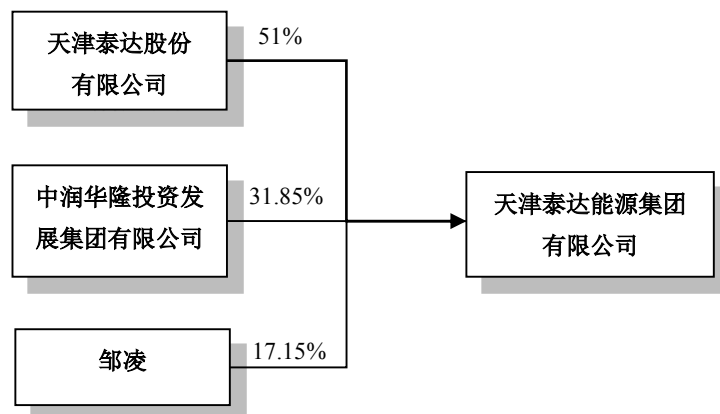 天津泰达股份
有限公司
51%
中润华隆投资发
展集团有限公司
31.85%
邹凌
17.15%
天津泰达能源集团
有限公司